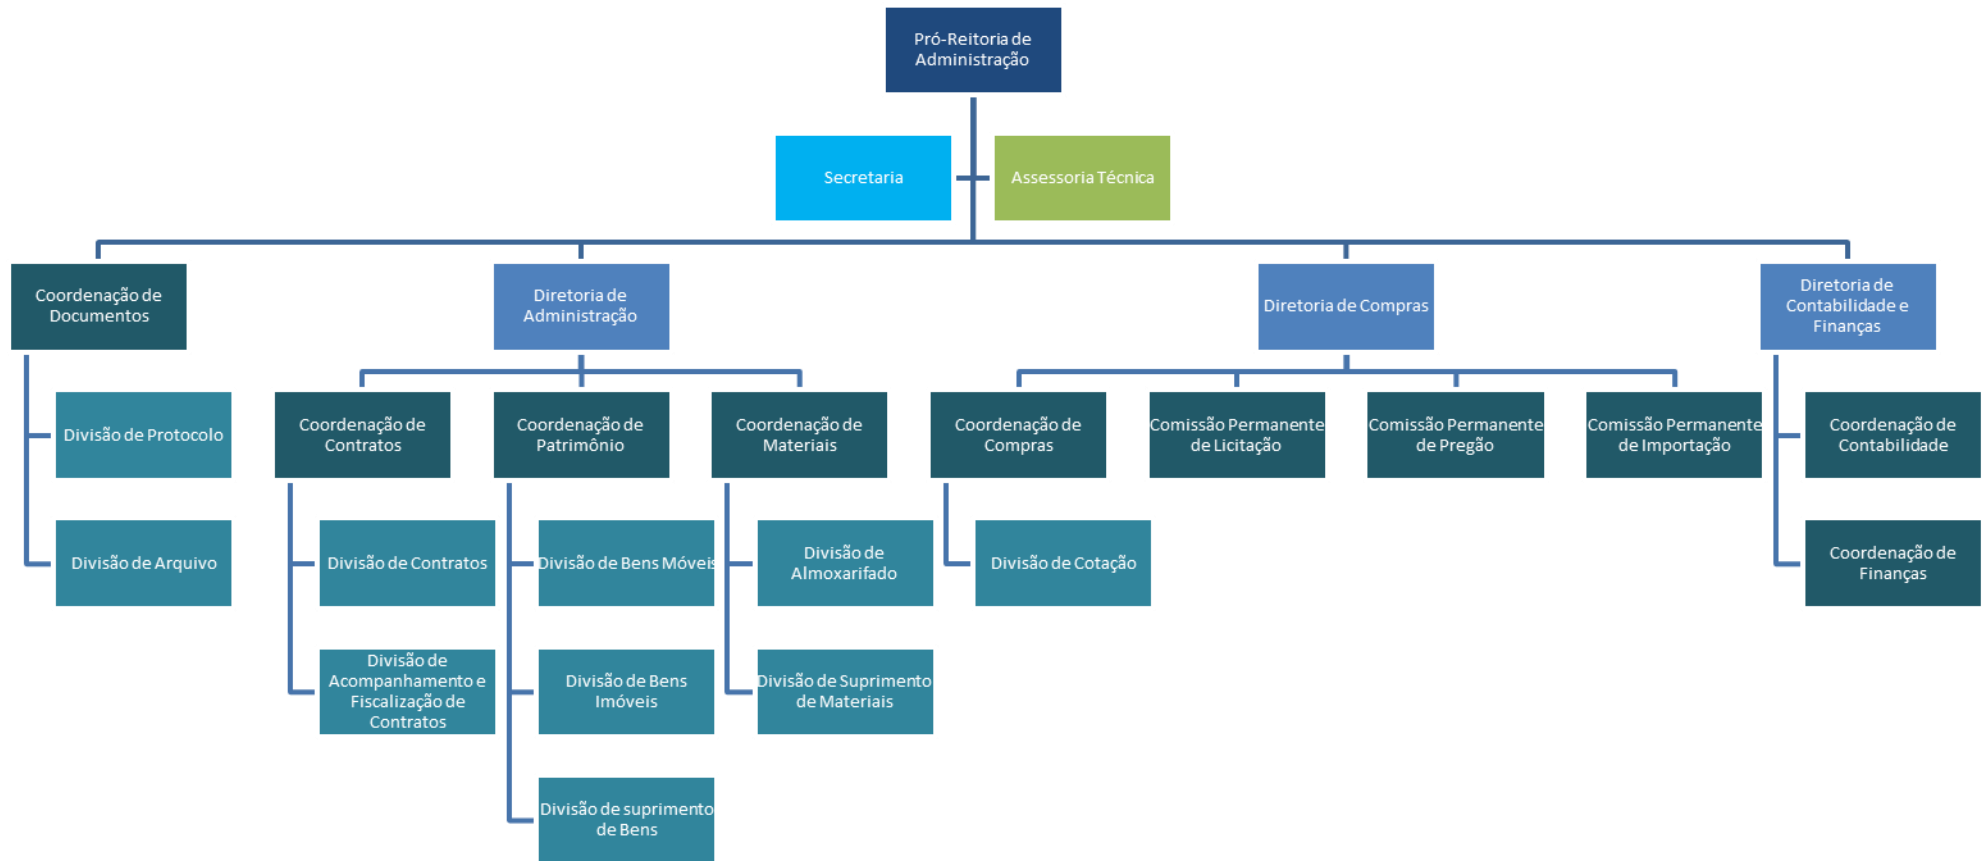 Pró-Reitoria de
Administração
Secretaria
Assessoria Técnica
Coordenação de
Documentos
Diretoria de
Administração
Diretoria de Compras
Diretoria de
Contabilidade e
Finanças
Divisão de Protocolo
Coordenação de
Contratos
Coordenação de
Patrimônio
Coordenação de
Materiais
Coordenação de
Compras
Comissão Permanente
de Licitação
Comissão Permanente
de Pregão
Comissão Permanente
de Importação
Coordenação de
Contabilidade
Divisão de Arquivo
Divisão de Contratos
Divisão de Bens Móveis
Divisão de
Almoxarifado
Divisão de Cotação
Coordenação de
Finanças
Divisão de
Acompanhamento e
Fiscalização de
Contratos
Divisão de Bens
Imóveis
Divisão de Suprimento
de Materiais
Divisão de suprimento
de Bens